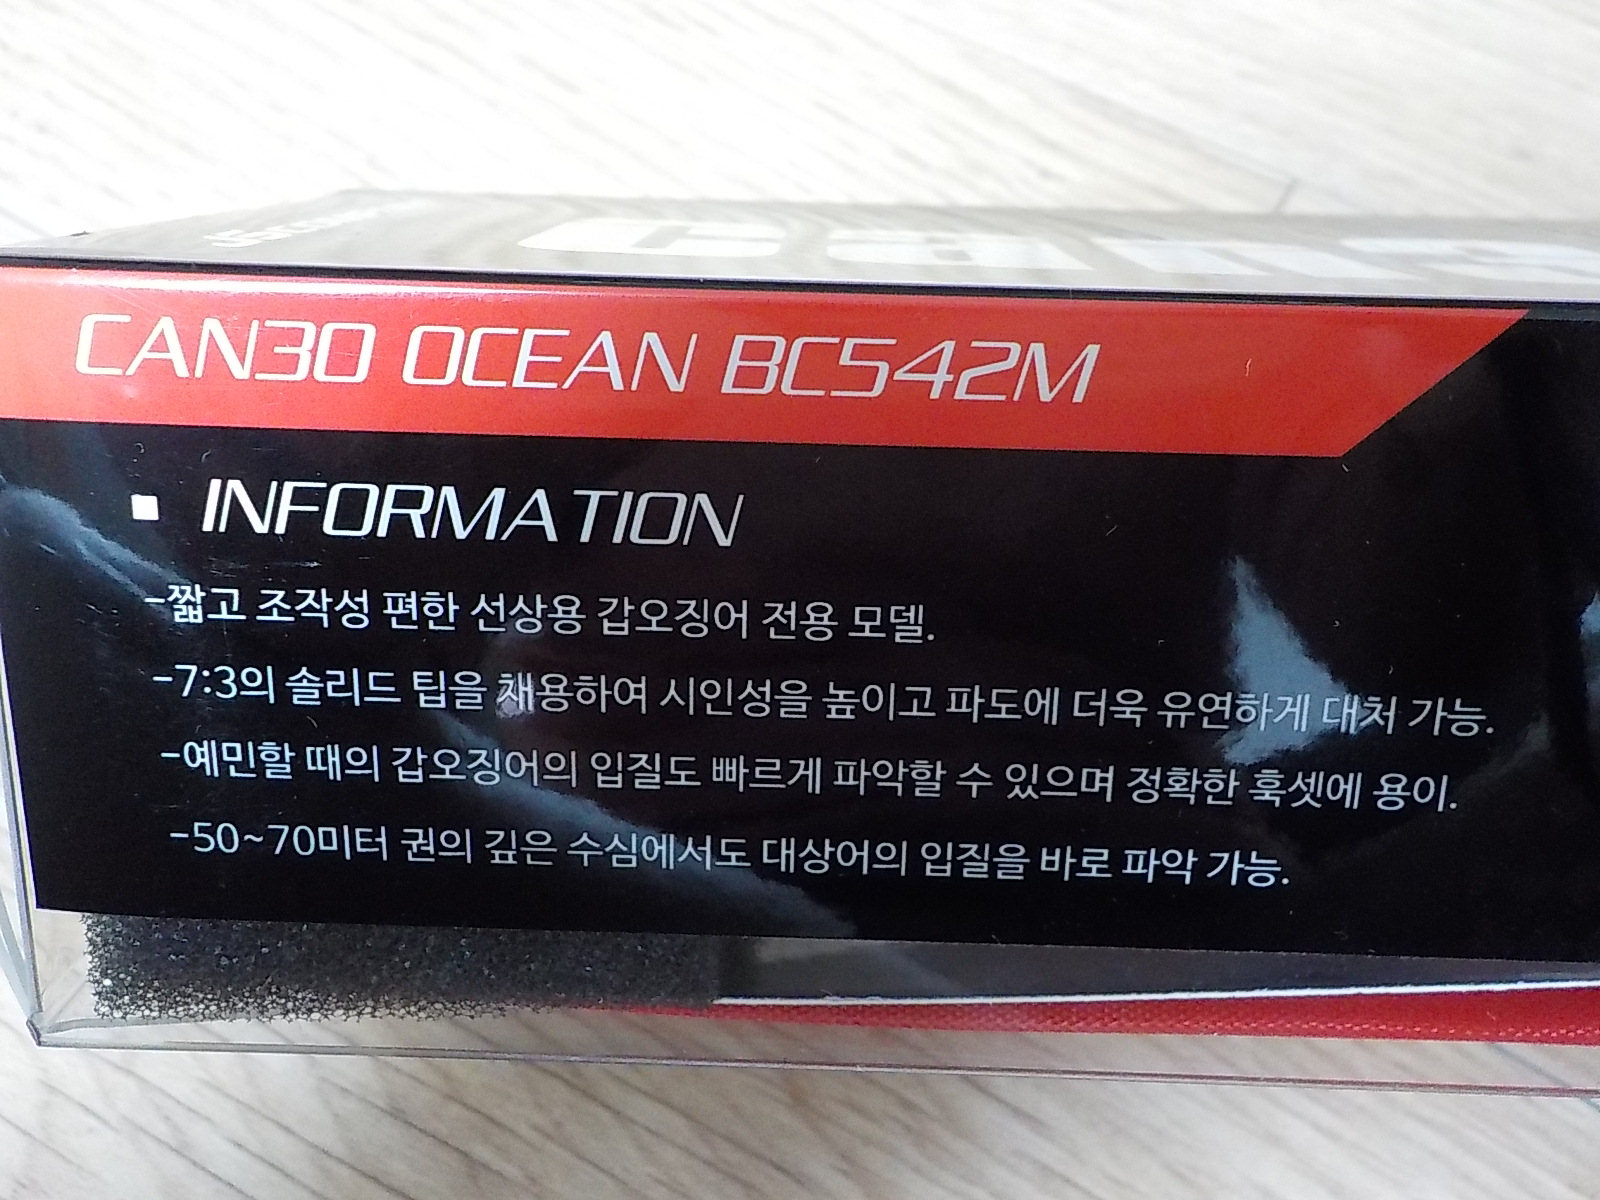 CAN30 OCEAN BC542M
▪ INFORMATION
-짧고 조작성 편한 선상용 갑오징어 전용 모델.
-7:3의 솔리드 팁을 채용하여 시인성을 높이고 파도에 더욱 유연하게 대처 가능.
-예민할 때의 갑오징어의 입질도 빠르게 파악할 수 있으며 정확한 훅셋에 용이.
-50~70미터 권의 깊은 수심에서도 대상어의 입질을 바로 파악 가능.